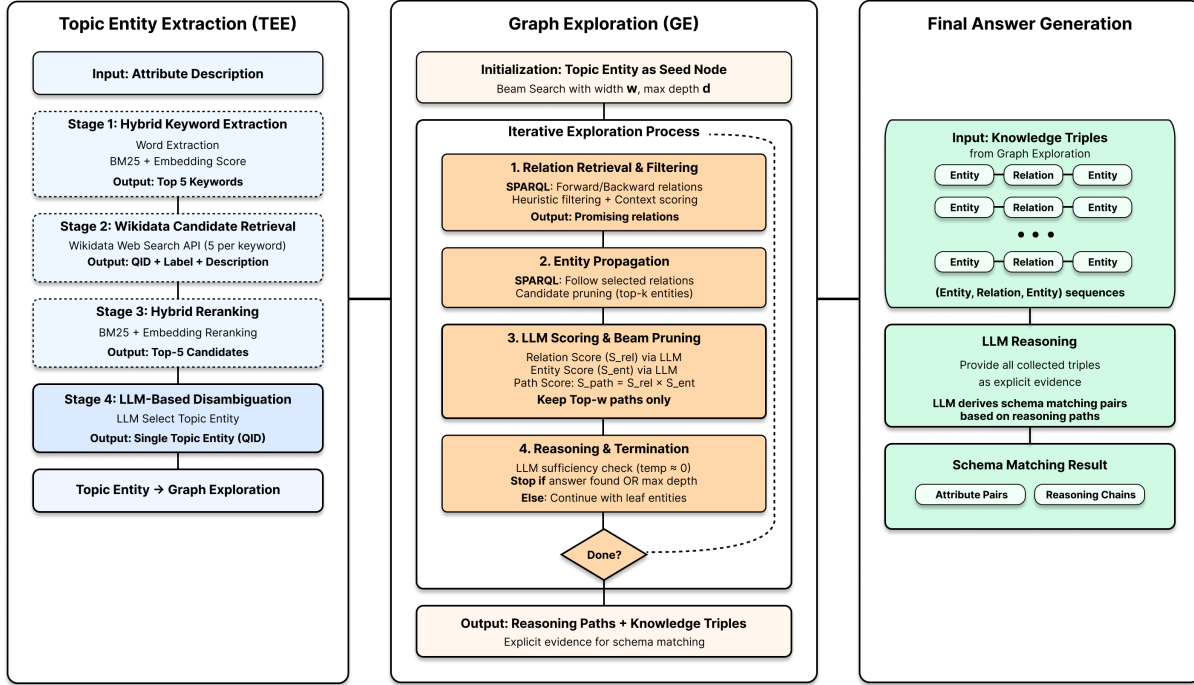 Topic Entity Extraction (TEE)
Input: Attribute Description
Stage 1: Hybrid Keyword Extraction
Word Extraction
BM25 + Embedding Score
Output: Top 5 Keywords
Stage 2: Wikidata Candidate Retrieval
Wikidata Web Search API (5 per keyword)
Output: QID + Label + Description
Stage 3: Hybrid Reranking
BM25 + Embedding Reranking
Output: Top-5 Candidates
Stage 4: LLM-Based Disambiguation
LLM Select Topic Entity
Output: Single Topic Entity (QID)
Topic Entity → Graph Exploration
Graph Exploration (GE)
Initialization: Topic Entity as Seed Node
Beam Search with width w, max depth d
Iterative Exploration Process
1. Relation Retrieval & Filtering
SPARQL: Forward/Backward relations
Heuristic filtering + Context scoring
Output: Promising relations
2. Entity Propagation
SPARQL: Follow selected relations
Candidate pruning (top-k entities)
3. LLM Scoring & Beam Pruning
Relation Score (S_rel) via LLM
Entity Score (S_ent) via LLM
Path Score: S_path = S_rel × S_ent
Keep Top-w paths only
4. Reasoning & Termination
LLM sufficiency check (temp ≈ 0)
Stop if answer found OR max depth
Else: Continue with leaf entities
Done?
Output: Reasoning Paths + Knowledge Triples
Explicit evidence for schema matching
Final Answer Generation
Input: Knowledge Triples
from Graph Exploration
Entity Relation Entity
Entity Relation Entity
• • •
Entity Relation Entity
(Entity, Relation, Entity) sequences
LLM Reasoning
Provide all collected triples
as explicit evidence
LLM derives schema matching pairs
based on reasoning paths
Schema Matching Result
Attribute Pairs Reasoning Chains